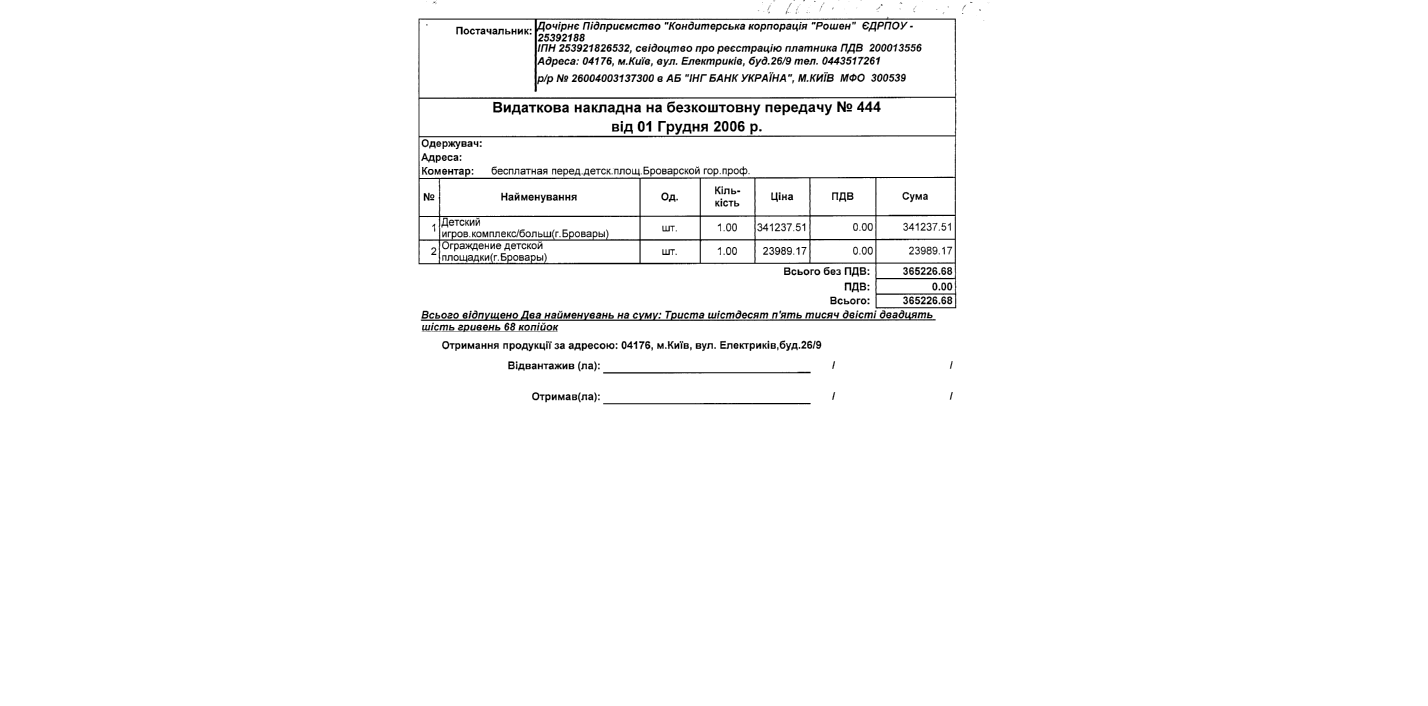 Постачальник: Дочірнє Підприємство "Кондитерська корпорація "Рошен" ЄДРПОУ -
25392188
ІПН 253921826532, свідоцтво про реєстрацію платника ПДВ 200013556
Адреса: 04176, м.Київ, вул. Електриків, буд.26/9 тел. 0443517261
р/р № 26004003137300 в АБ "ІНГ БАНК УКРАЇНА", М.КИЇВ МФО 300539
Видаткова накладна на безкоштовну передачу № 444
від 01 Грудня 2006 р.
Одержувач:
Адреса:
Коментар: бесплатная перед.детск.площ.Броварской гор.проф.
№ Найменування Од. Кіль-кість Ціна ПДВ Сума
1 Детский игров.комплекс/больш(г.Бровары) шт. 1.00 341237.51 0.00 341237.51
2 Ограждение детской площадки(г.Бровары) шт. 1.00 23989.17 0.00 23989.17
Всього без ПДВ: 365226.68
ПДВ: 0.00
Всього: 365226.68
Всього відпущено Два найменувань на суму: Триста шістдесят п'ять тисяч двісті двадцять
шість гривень 68 копійок
Отримання продукції за адресою: 04176, м.Київ, вул. Електриків,буд.26/9
Відвантажив (ла): / /
Отримав(ла): / /